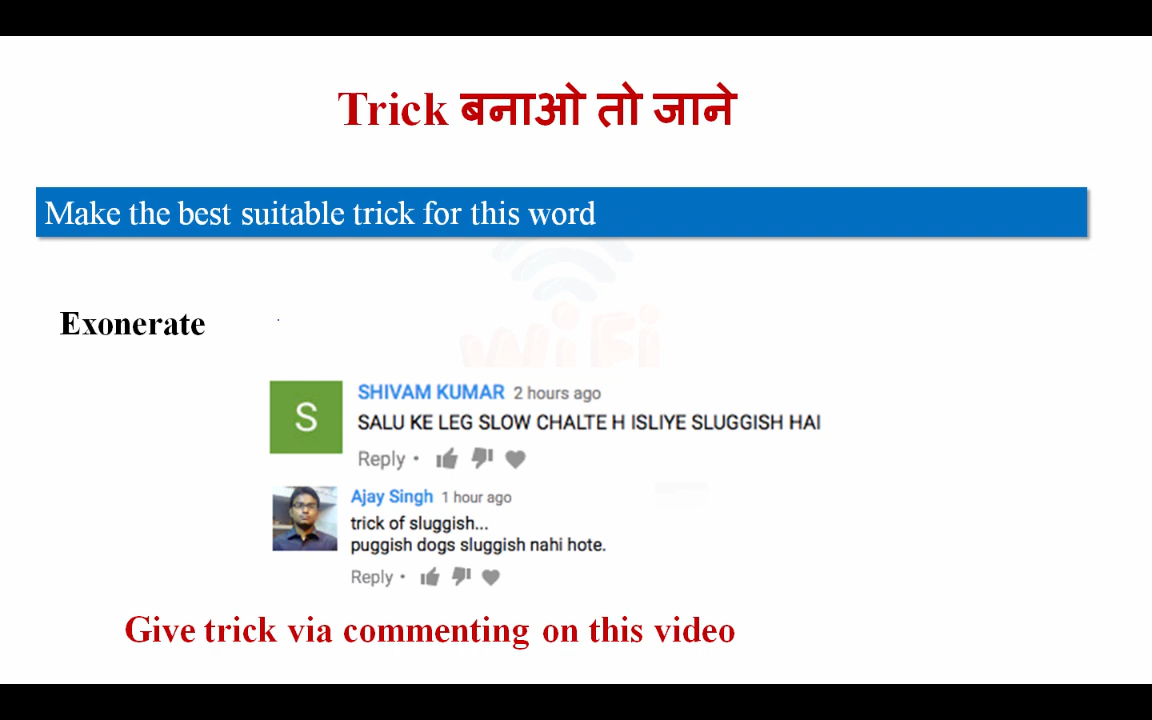 Trick बनाओ तो जाने
Make the best suitable trick for this word
WiFi
Exonerate
S
SHIVAM KUMAR 2 hours ago
SALU KE LEG SLOW CHALTE H ISLIYE SLUGGISH HAI
Reply •
Ajay Singh 1 hour ago
trick of sluggish...
puggish dogs sluggish nahi hote.
Reply •
Give trick via commenting on this video